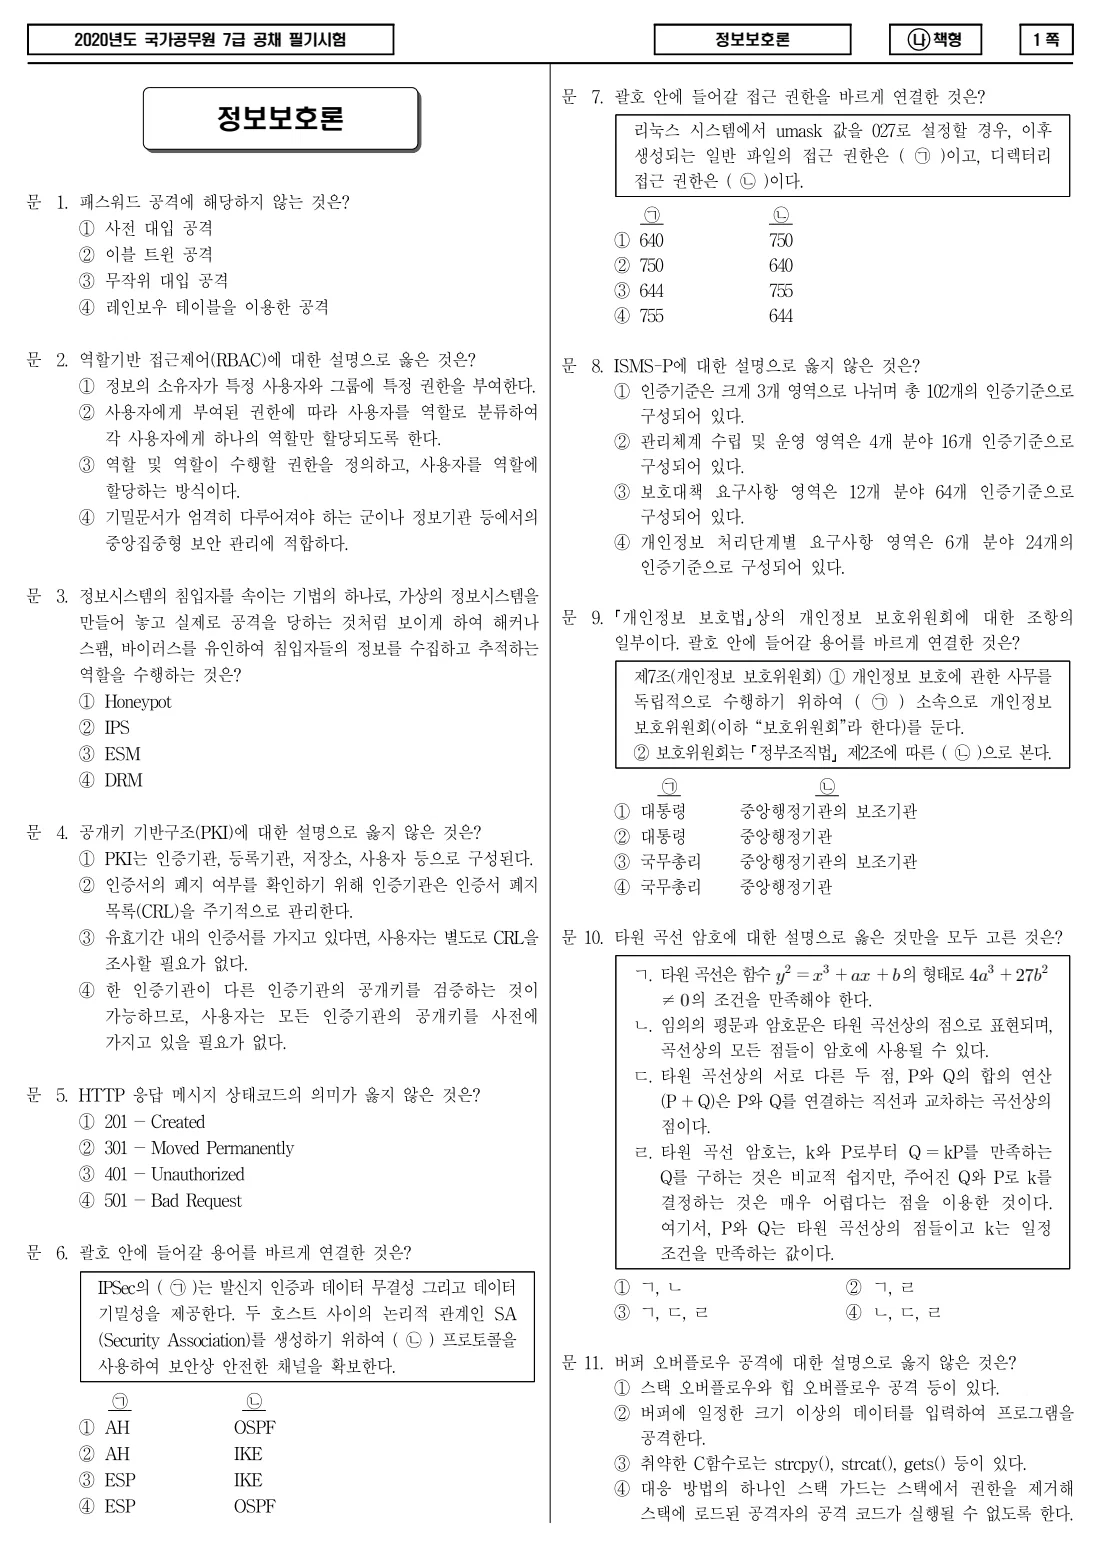 2020년도 국가공무원 7급 공채 필기시험
정보보호론
㉯ 책형
1 쪽
정보보호론
문 1. 패스워드 공격에 해당하지 않는 것은?
① 사전 대입 공격
② 이블 트윈 공격
③ 무작위 대입 공격
④ 레인보우 테이블을 이용한 공격
문 2. 역할기반 접근제어(RBAC)에 대한 설명으로 옳은 것은?
① 정보의 소유자가 특정 사용자와 그룹에 특정 권한을 부여한다.
② 사용자에게 부여된 권한에 따라 사용자를 역할로 분류하여
각 사용자에게 하나의 역할만 할당되도록 한다.
③ 역할 및 역할이 수행할 권한을 정의하고, 사용자를 역할에
할당하는 방식이다.
④ 기밀문서가 엄격히 다루어져야 하는 군이나 정보기관 등에서의
중앙집중형 보안 관리에 적합하다.
문 3. 정보시스템의 침입자를 속이는 기법의 하나로, 가상의 정보시스템을
만들어 놓고 실제로 공격을 당하는 것처럼 보이게 하여 해커나
스팸, 바이러스를 유인하여 침입자들의 정보를 수집하고 추적하는
역할을 수행하는 것은?
① Honeypot
② IPS
③ ESM
④ DRM
문 4. 공개키 기반구조(PKI)에 대한 설명으로 옳지 않은 것은?
① PKI는 인증기관, 등록기관, 저장소, 사용자 등으로 구성된다.
② 인증서의 폐지 여부를 확인하기 위해 인증기관은 인증서 폐지
목록(CRL)을 주기적으로 관리한다.
③ 유효기간 내의 인증서를 가지고 있다면, 사용자는 별도로 CRL을
조사할 필요가 없다.
④ 한 인증기관이 다른 인증기관의 공개키를 검증하는 것이
가능하므로, 사용자는 모든 인증기관의 공개키를 사전에
가지고 있을 필요가 없다.
문 5. HTTP 응답 메시지 상태코드의 의미가 옳지 않은 것은?
① 201 - Created
② 301 - Moved Permanently
③ 401 - Unauthorized
④ 501 - Bad Request
문 6. 괄호 안에 들어갈 용어를 바르게 연결한 것은?
IPSec의 ( ㉠ )는 발신지 인증과 데이터 무결성 그리고 데이터
기밀성을 제공한다. 두 호스트 사이의 논리적 관계인 SA
(Security Association)를 생성하기 위하여 ( ㉡ ) 프로토콜을
사용하여 보안상 안전한 채널을 확보한다.
㉠ ㉡
① AH OSPF
② AH IKE
③ ESP IKE
④ ESP OSPF
문 7. 괄호 안에 들어갈 접근 권한을 바르게 연결한 것은?
리눅스 시스템에서 umask 값을 027로 설정할 경우, 이후
생성되는 일반 파일의 접근 권한은 ( ㉠ )이고, 디렉터리
접근 권한은 ( ㉡ )이다.
㉠ ㉡
① 640 750
② 750 640
③ 644 755
④ 755 644
문 8. ISMS-P에 대한 설명으로 옳지 않은 것은?
① 인증기준은 크게 3개 영역으로 나뉘며 총 102개의 인증기준으로
구성되어 있다.
② 관리체계 수립 및 운영 영역은 4개 분야 16개 인증기준으로
구성되어 있다.
③ 보호대책 요구사항 영역은 12개 분야 64개 인증기준으로
구성되어 있다.
④ 개인정보 처리단계별 요구사항 영역은 6개 분야 24개의
인증기준으로 구성되어 있다.
문 9. 「개인정보 보호법」상의 개인정보 보호위원회에 대한 조항의
일부이다. 괄호 안에 들어갈 용어를 바르게 연결한 것은?
제7조(개인정보 보호위원회) ① 개인정보 보호에 관한 사무를
독립적으로 수행하기 위하여 ( ㉠ ) 소속으로 개인정보
보호위원회(이하 “보호위원회”라 한다)를 둔다.
② 보호위원회는 「정부조직법」 제2조에 따른 ( ㉡ )으로 본다.
㉠ ㉡
① 대통령 중앙행정기관의 보조기관
② 대통령 중앙행정기관
③ 국무총리 중앙행정기관의 보조기관
④ 국무총리 중앙행정기관
문 10. 타원 곡선 암호에 대한 설명으로 옳은 것만을 모두 고른 것은?
ㄱ. 타원 곡선은 함수 y² = x³ + ax + b의 형태로 4a³ + 27b²
≠ 0의 조건을 만족해야 한다.
ㄴ. 임의의 평문과 암호문은 타원 곡선상의 점으로 표현되며,
곡선상의 모든 점들이 암호에 사용될 수 있다.
ㄷ. 타원 곡선상의 서로 다른 두 점, P와 Q의 합의 연산
(P + Q)은 P와 Q를 연결하는 직선과 교차하는 곡선상의
점이다.
ㄹ. 타원 곡선 암호는, k와 P로부터 Q = kP를 만족하는
Q를 구하는 것은 비교적 쉽지만, 주어진 Q와 P로 k를
결정하는 것은 매우 어렵다는 점을 이용한 것이다.
여기서, P와 Q는 타원 곡선상의 점들이고 k는 일정
조건을 만족하는 값이다.
① ㄱ, ㄴ ② ㄱ, ㄹ
③ ㄱ, ㄷ, ㄹ ④ ㄴ, ㄷ, ㄹ
문 11. 버퍼 오버플로우 공격에 대한 설명으로 옳지 않은 것은?
① 스택 오버플로우와 힙 오버플로우 공격 등이 있다.
② 버퍼에 일정한 크기 이상의 데이터를 입력하여 프로그램을
공격한다.
③ 취약한 C함수로는 strcpy(), strcat(), gets() 등이 있다.
④ 대응 방법의 하나인 스택 가드는 스택에서 권한을 제거해
스택에 로드된 공격자의 공격 코드가 실행될 수 없도록 한다.